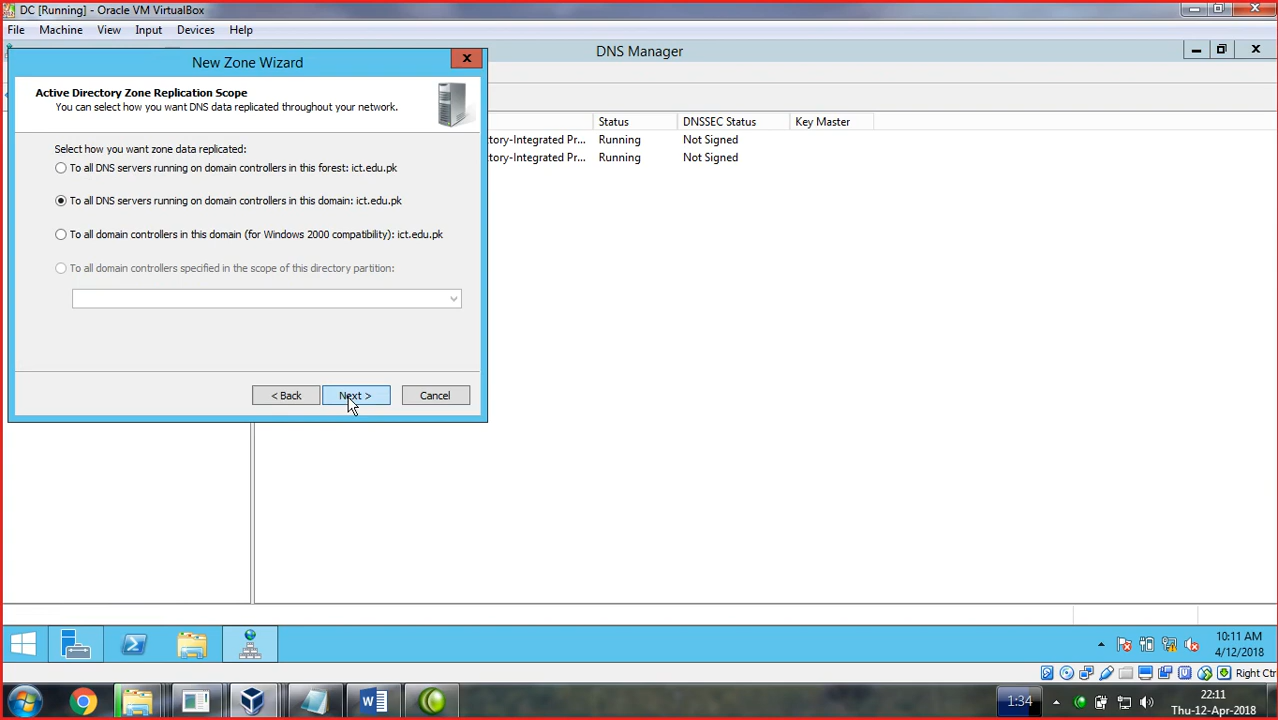 DC [Running] - Oracle VM VirtualBox
File Machine View Input Devices Help
DNS Manager
New Zone Wizard
Active Directory Zone Replication Scope
You can select how you want DNS data replicated throughout your network.
Status DNSSEC Status Key Master
ctory-Integrated Pr... Running Not Signed
ctory-Integrated Pr... Running Not Signed
Select how you want zone data replicated:
To all DNS servers running on domain controllers in this forest: ict.edu.pk
To all DNS servers running on domain controllers in this domain: ict.edu.pk
To all domain controllers in this domain (for Windows 2000 compatibility): ict.edu.pk
To all domain controllers specified in the scope of this directory partition:
< Back Next > Cancel
10:11 AM
4/12/2018
Right Ctr
1:34
22:11
Thu-12-Apr-2018